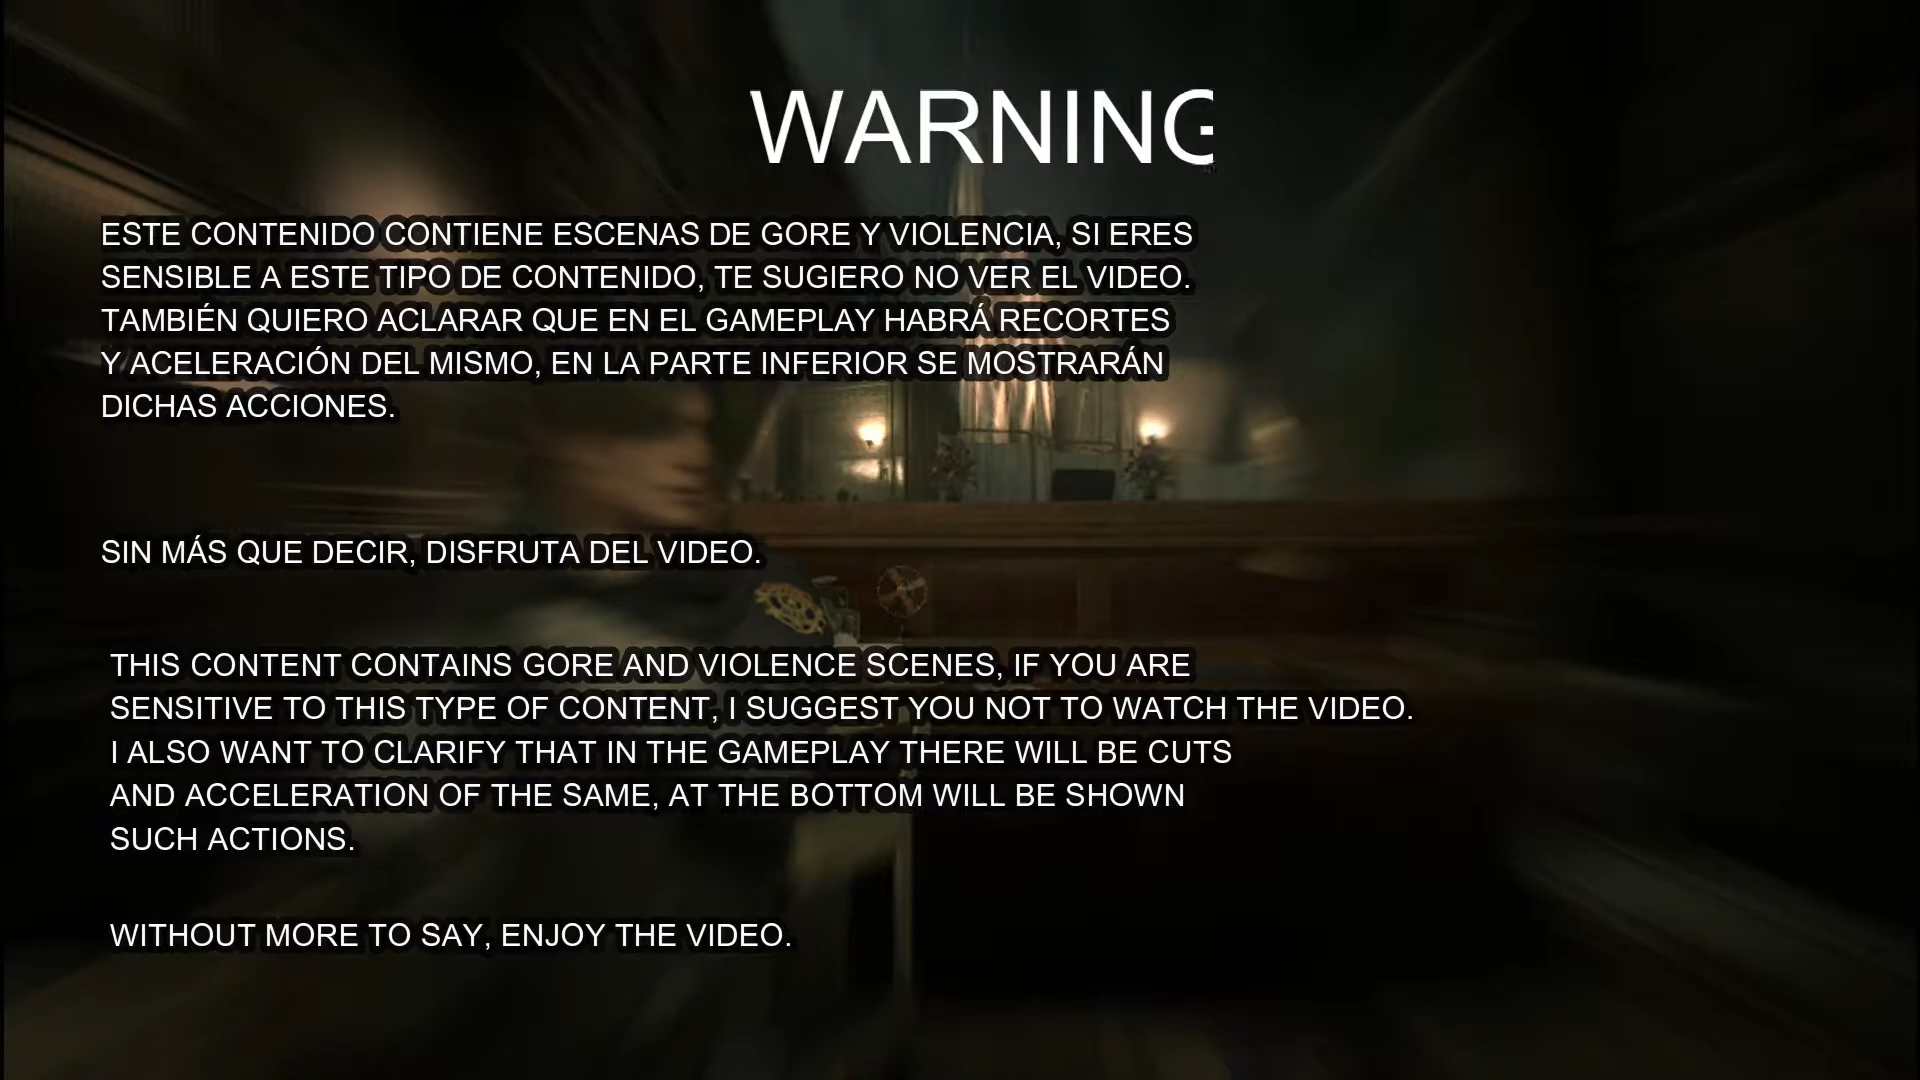 WARNING
ESTE CONTENIDO CONTIENE ESCENAS DE GORE Y VIOLENCIA, SI ERES
SENSIBLE A ESTE TIPO DE CONTENIDO, TE SUGIERO NO VER EL VIDEO.
TAMBIÉN QUIERO ACLARAR QUE EN EL GAMEPLAY HABRÁ RECORTES
Y ACELERACIÓN DEL MISMO, EN LA PARTE INFERIOR SE MOSTRARÁN
DICHAS ACCIONES.
SIN MÁS QUE DECIR, DISFRUTA DEL VIDEO.
THIS CONTENT CONTAINS GORE AND VIOLENCE SCENES, IF YOU ARE
SENSITIVE TO THIS TYPE OF CONTENT, I SUGGEST YOU NOT TO WATCH THE VIDEO.
I ALSO WANT TO CLARIFY THAT IN THE GAMEPLAY THERE WILL BE CUTS
AND ACCELERATION OF THE SAME, AT THE BOTTOM WILL BE SHOWN
SUCH ACTIONS.
WITHOUT MORE TO SAY, ENJOY THE VIDEO.